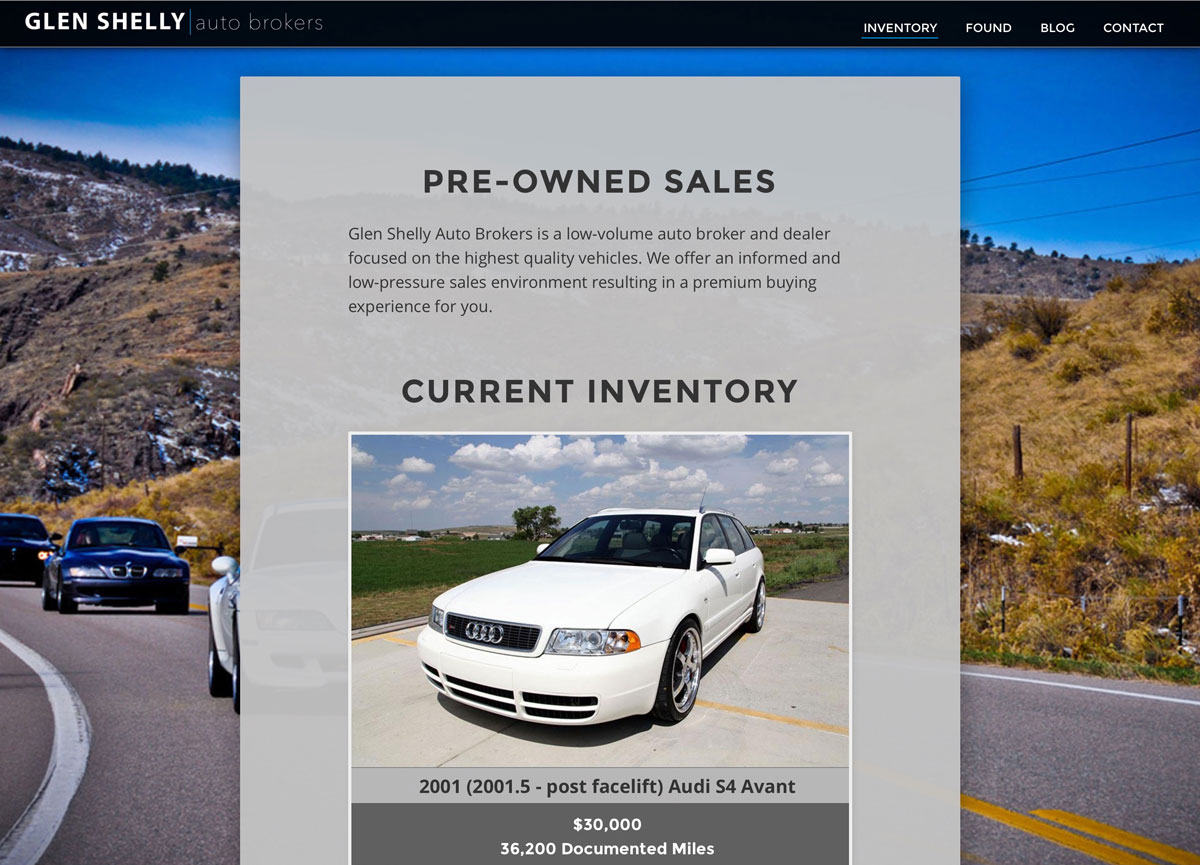 GLEN SHELLY auto brokers
INVENTORY FOUND BLOG CONTACT
PRE-OWNED SALES
Glen Shelly Auto Brokers is a low-volume auto broker and dealer
focused on the highest quality vehicles. We offer an informed and
low-pressure sales environment resulting in a premium buying
experience for you.
CURRENT INVENTORY
2001 (2001.5 - post facelift) Audi S4 Avant
$30,000
36,200 Documented Miles